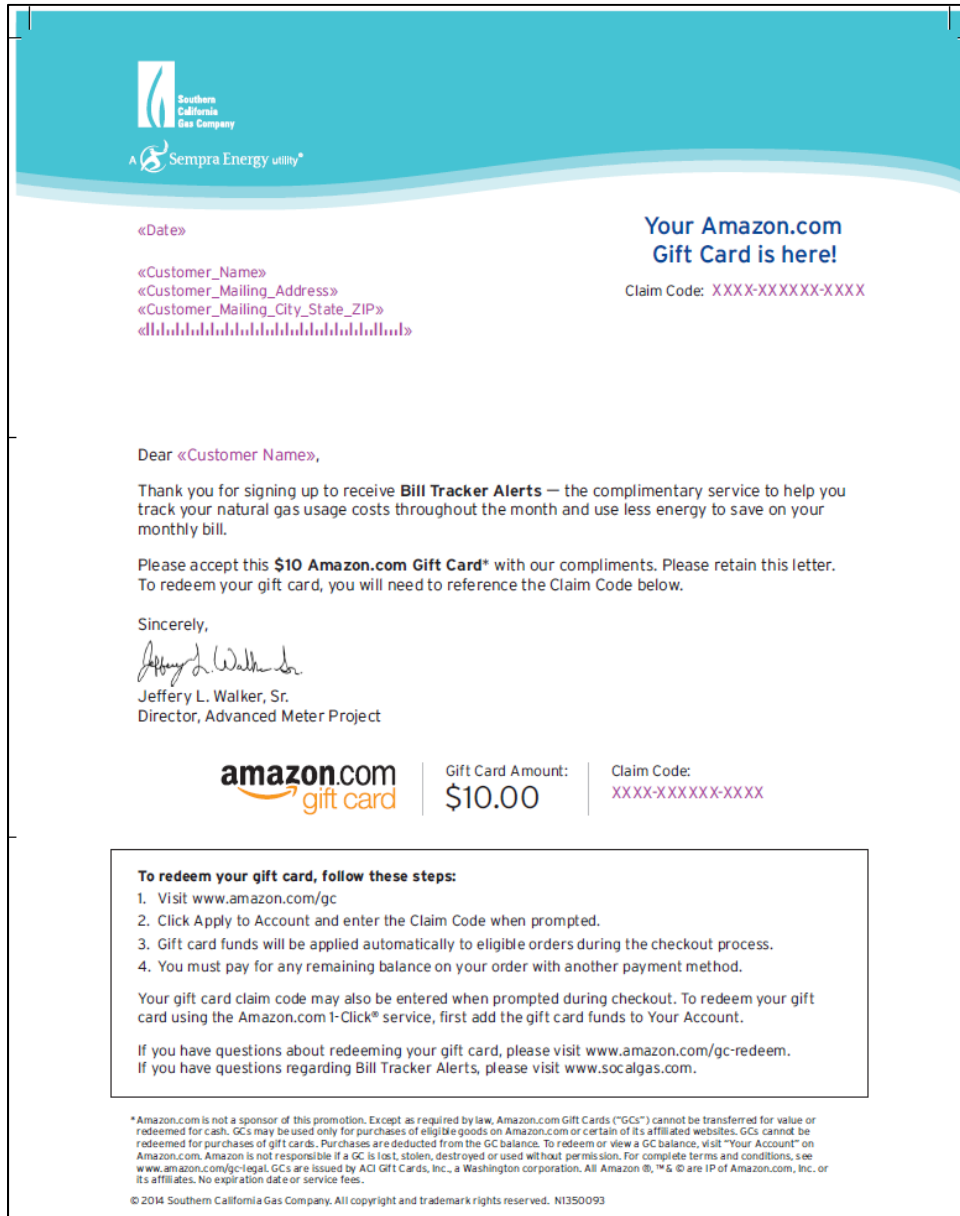 Southern
California
Gas Company
A Sempra Energy utility®
«Date»
Your Amazon.com
Gift Card is here!
Claim Code: XXXX-XXXXXX-XXXX
«Customer_Name»
«Customer_Mailing_Address»
«Customer_Mailing_City_State_ZIP»
Dear «Customer Name»,
Thank you for signing up to receive Bill Tracker Alerts — the complimentary service to help you
track your natural gas usage costs throughout the month and use less energy to save on your
monthly bill.
Please accept this $10 Amazon.com Gift Card* with our compliments. Please retain this letter.
To redeem your gift card, you will need to reference the Claim Code below.
Sincerely,
Jeffery L. Walker Sr.
Jeffery L. Walker, Sr.
Director, Advanced Meter Project
amazon.com
gift card
Gift Card Amount:
$10.00
Claim Code:
XXXX-XXXXXX-XXXX
To redeem your gift card, follow these steps:
1. Visit www.amazon.com/gc
2. Click Apply to Account and enter the Claim Code when prompted.
3. Gift card funds will be applied automatically to eligible orders during the checkout process.
4. You must pay for any remaining balance on your order with another payment method.
Your gift card claim code may also be entered when prompted during checkout. To redeem your gift
card using the Amazon.com 1-Click® service, first add the gift card funds to Your Account.
If you have questions about redeeming your gift card, please visit www.amazon.com/gc-redeem.
If you have questions regarding Bill Tracker Alerts, please visit www.socalgas.com.
*Amazon.com is not a sponsor of this promotion. Except as required by law, Amazon.com Gift Cards ("GCs") cannot be transferred for value or
redeemed for cash. GCs may be used only for purchases of eligible goods on Amazon.com or certain of its affiliated websites. GCs cannot be
redeemed for purchases of gift cards. Purchases are deducted from the GC balance. To redeem or view a GC balance, visit "Your Account" on
Amazon.com. Amazon is not responsible if a GC is lost, stolen, destroyed or used without permission. For complete terms and conditions, see
www.amazon.com/gc-legal. GCs are issued by ACI Gift Cards, Inc., a Washington corporation. All Amazon ®, ™ & © are IP of Amazon.com, Inc. or
its affiliates. No expiration date or service fees.
© 2014 Southern California Gas Company. All copyright and trademark rights reserved. N1350093